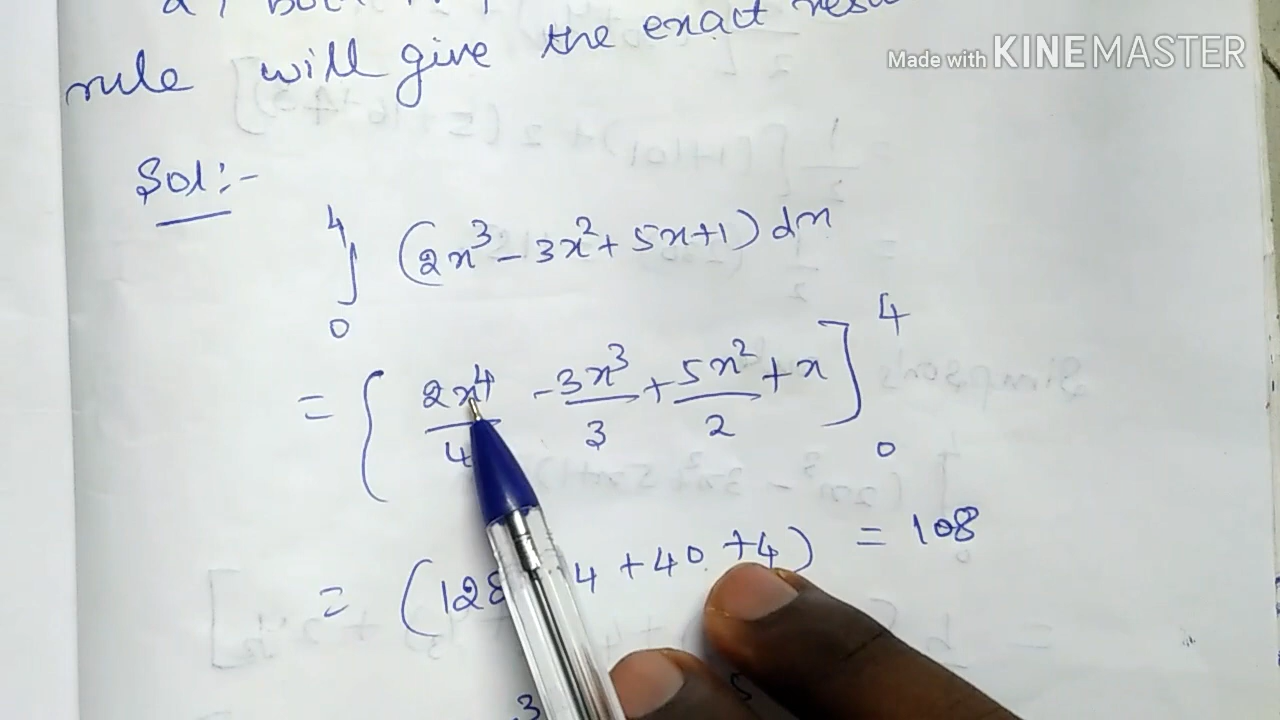 Made with KINEMASTER
rule will give the exact
Sol:-
∫₀⁴ (2x³ - 3x² + 5x+1) dx
= [ 2x⁴/4 - 3x³/3 + 5x²/2 + x ]₀⁴
= (128 4 + 40 + 4) = 108